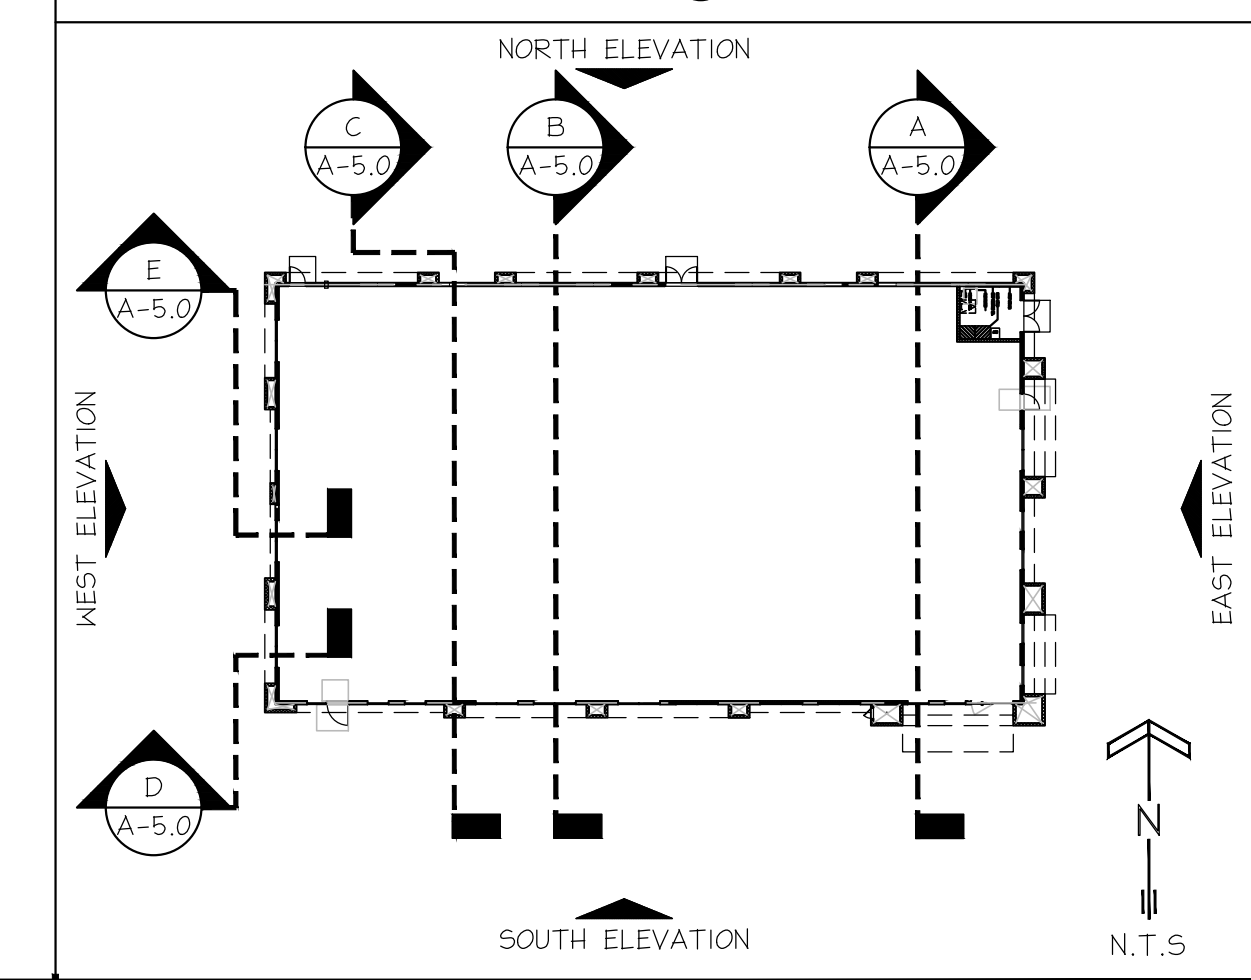 NORTH ELEVATION
C
A-5.0
B
A-5.0
A
A-5.0
E
A-5.0
WEST ELEVATION
EAST ELEVATION
D
A-5.0
N
SOUTH ELEVATION
N.T.S